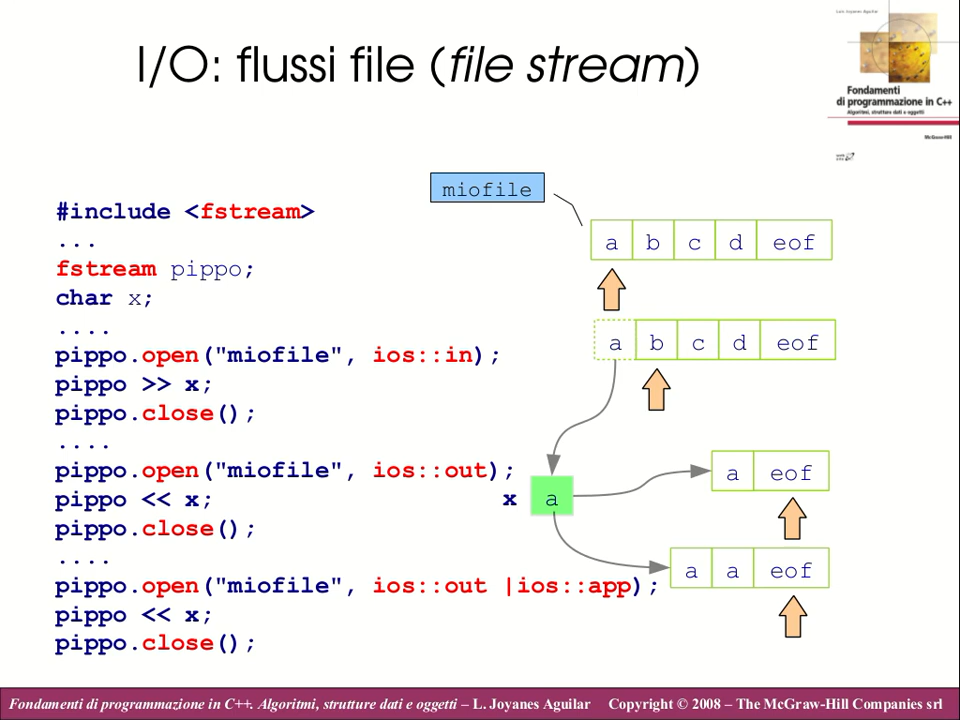 I/O: flussi file (file stream)
Luis Joyanes Aguilar
Fondamenti
di programmazione in C++
Algoritmi, strutture dati e oggetti
McGraw-Hill
miofile
#include <fstream>
...
fstream pippo;
char x;
....
pippo.open("miofile", ios::in);
pippo >> x;
pippo.close();
....
pippo.open("miofile", ios::out);
pippo << x;
pippo.close();
....
pippo.open("miofile", ios::out |ios::app);
pippo << x;
pippo.close();
a b c d eof
a b c d eof
x a
a eof
a a eof
Fondamenti di programmazione in C++. Algoritmi, strutture dati e oggetti – L. Joyanes Aguilar Copyright © 2008 – The McGraw-Hill Companies srl